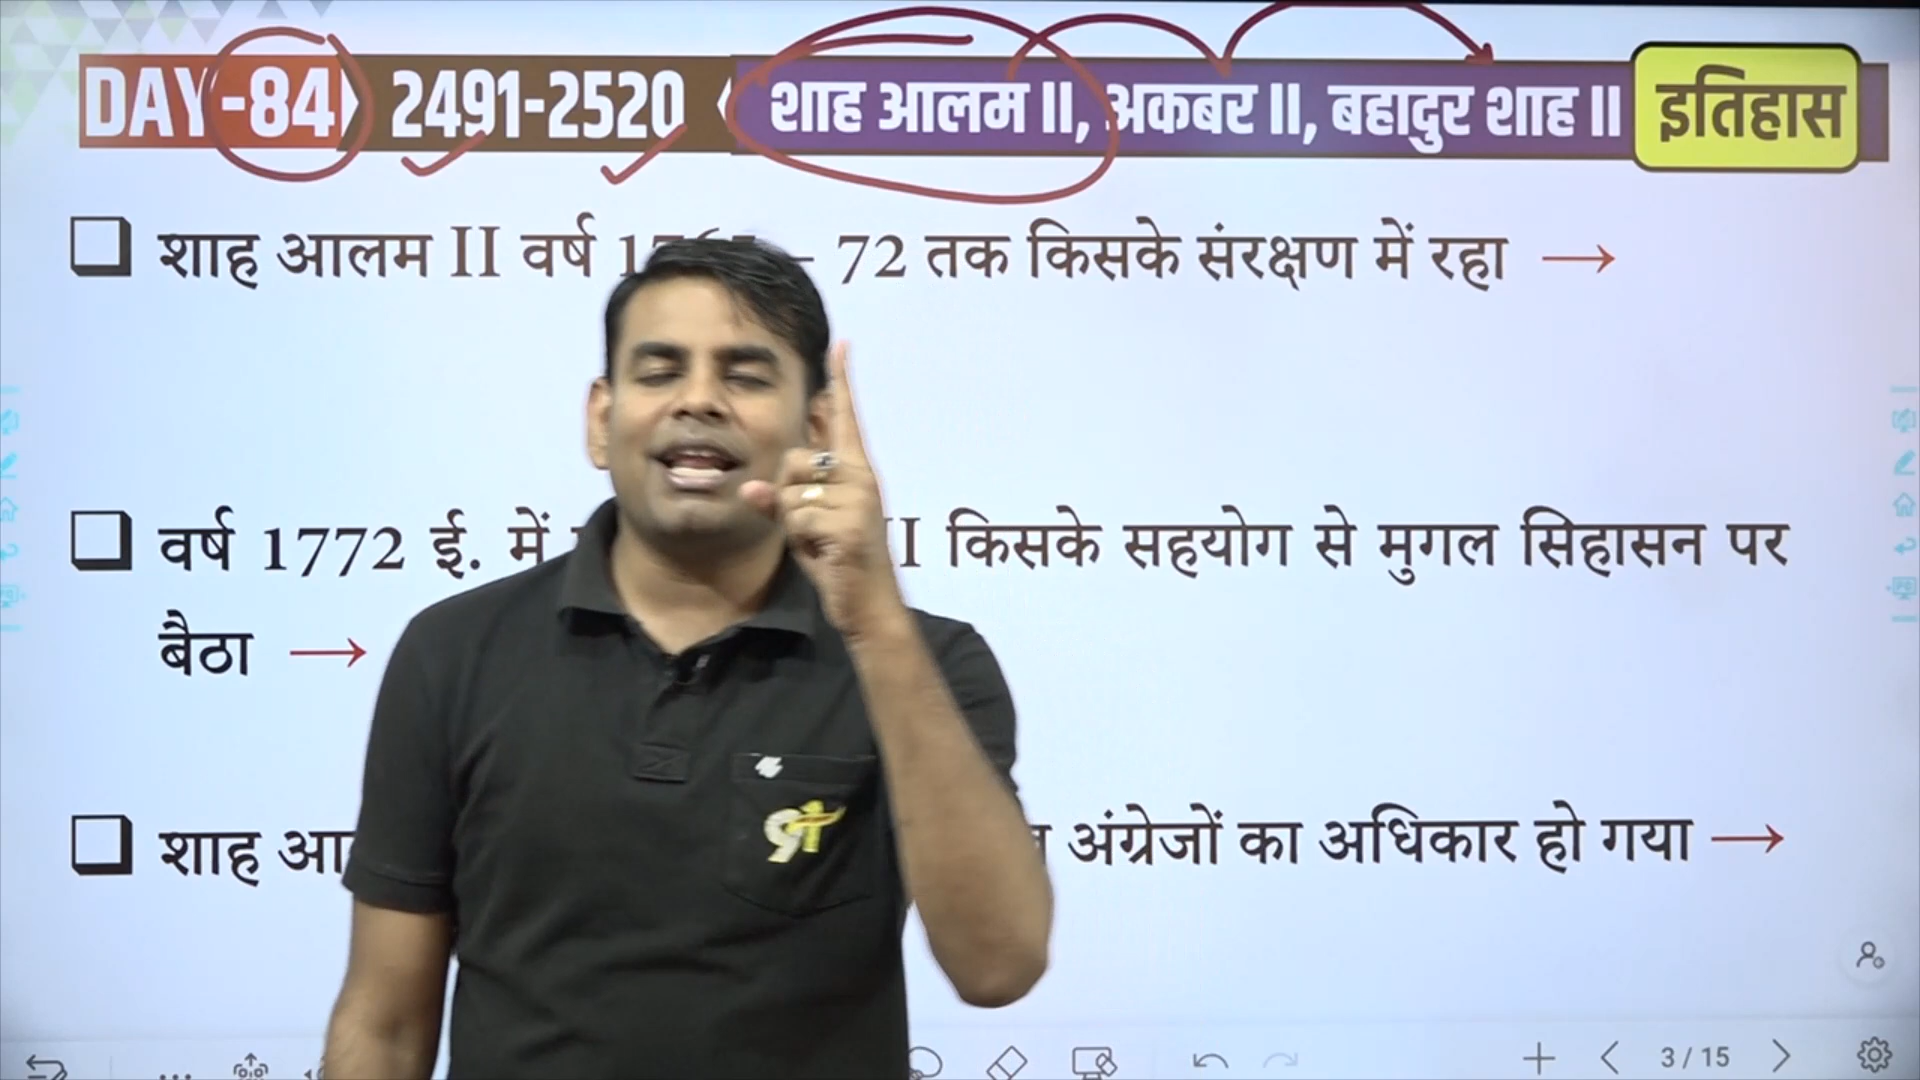 DAY-84 2491-2520 शाह आलम II, अकबर II, बहादुर शाह II इतिहास
शाह आलम II वर्ष – 72 तक किसके संरक्षण में रहा →
वर्ष 1772 ई. में किसके सहयोग से मुगल सिहासन पर
बैठा →
शाह अंग्रेजों का अधिकार हो गया →
3/15